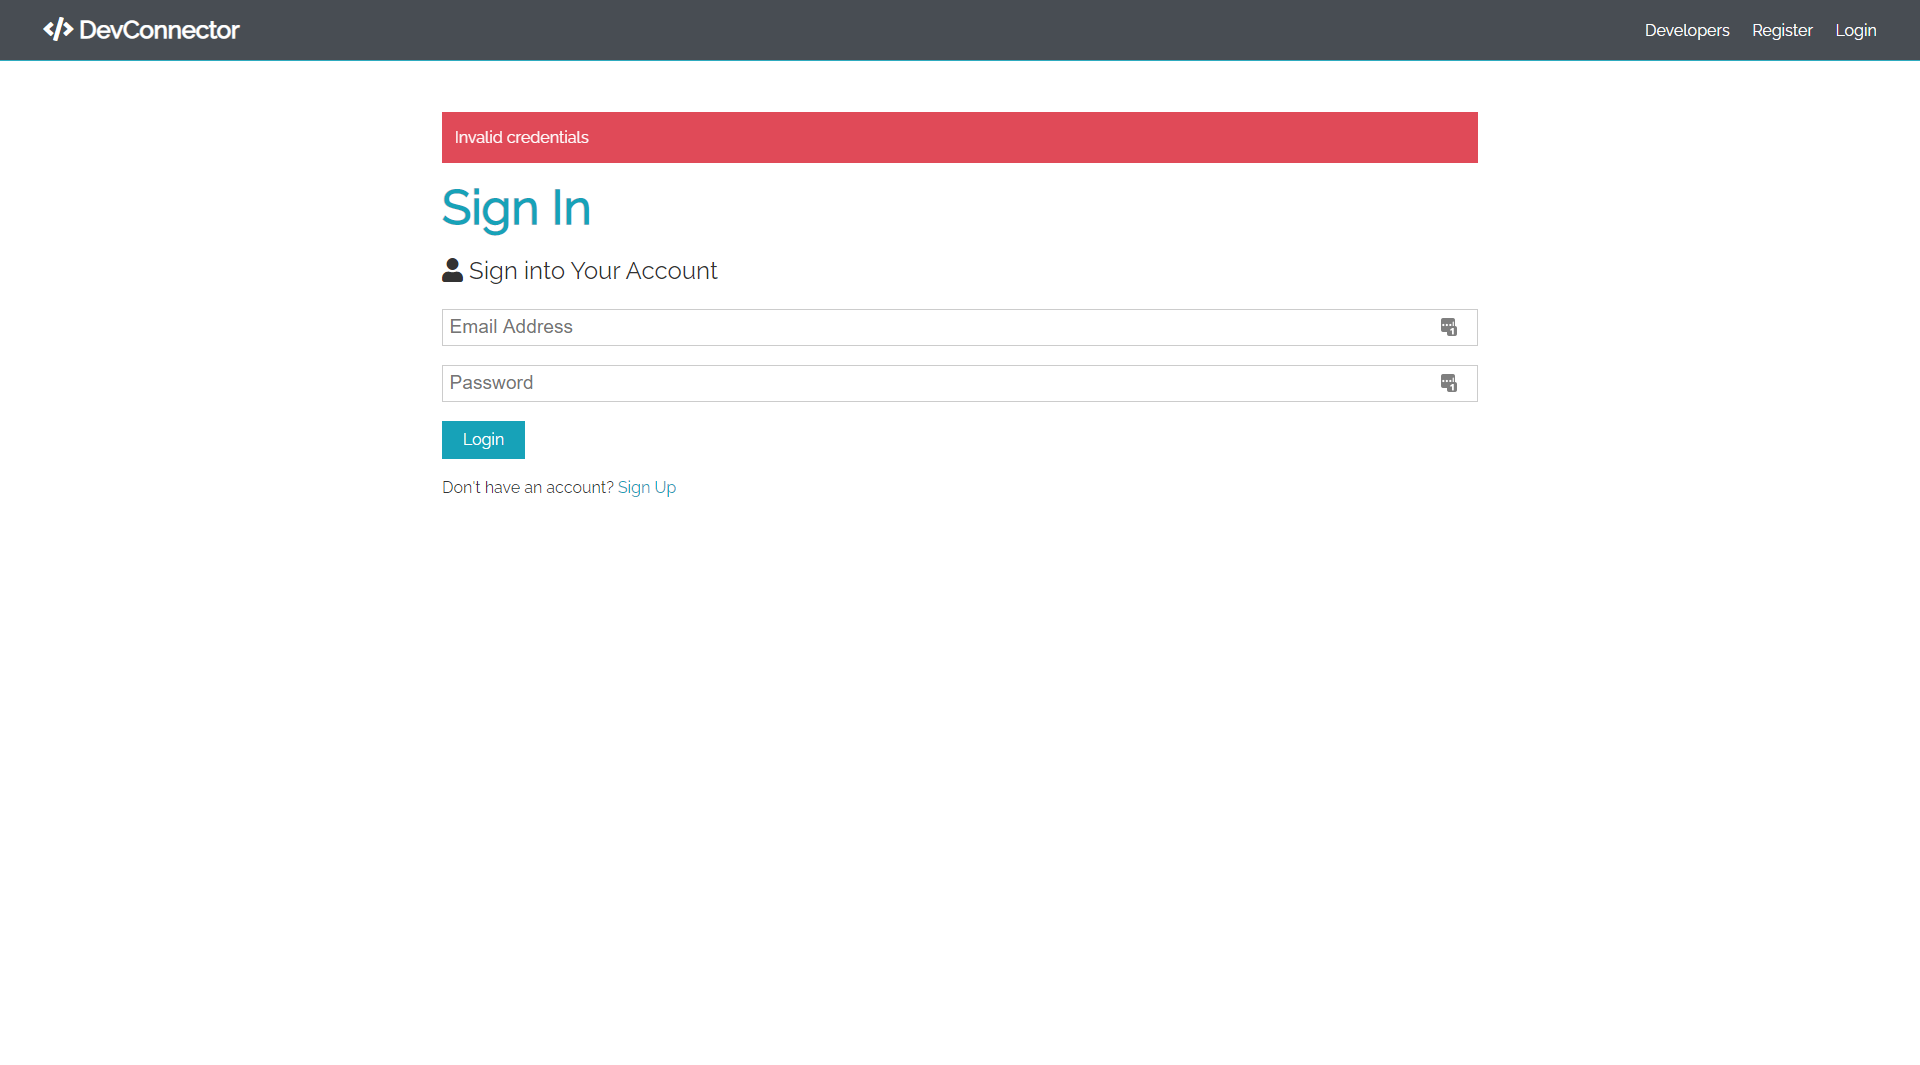 </> DevConnector
Developers Register Login
Invalid credentials
Sign In
Sign into Your Account
Email Address
Password
Login
Don't have an account? Sign Up